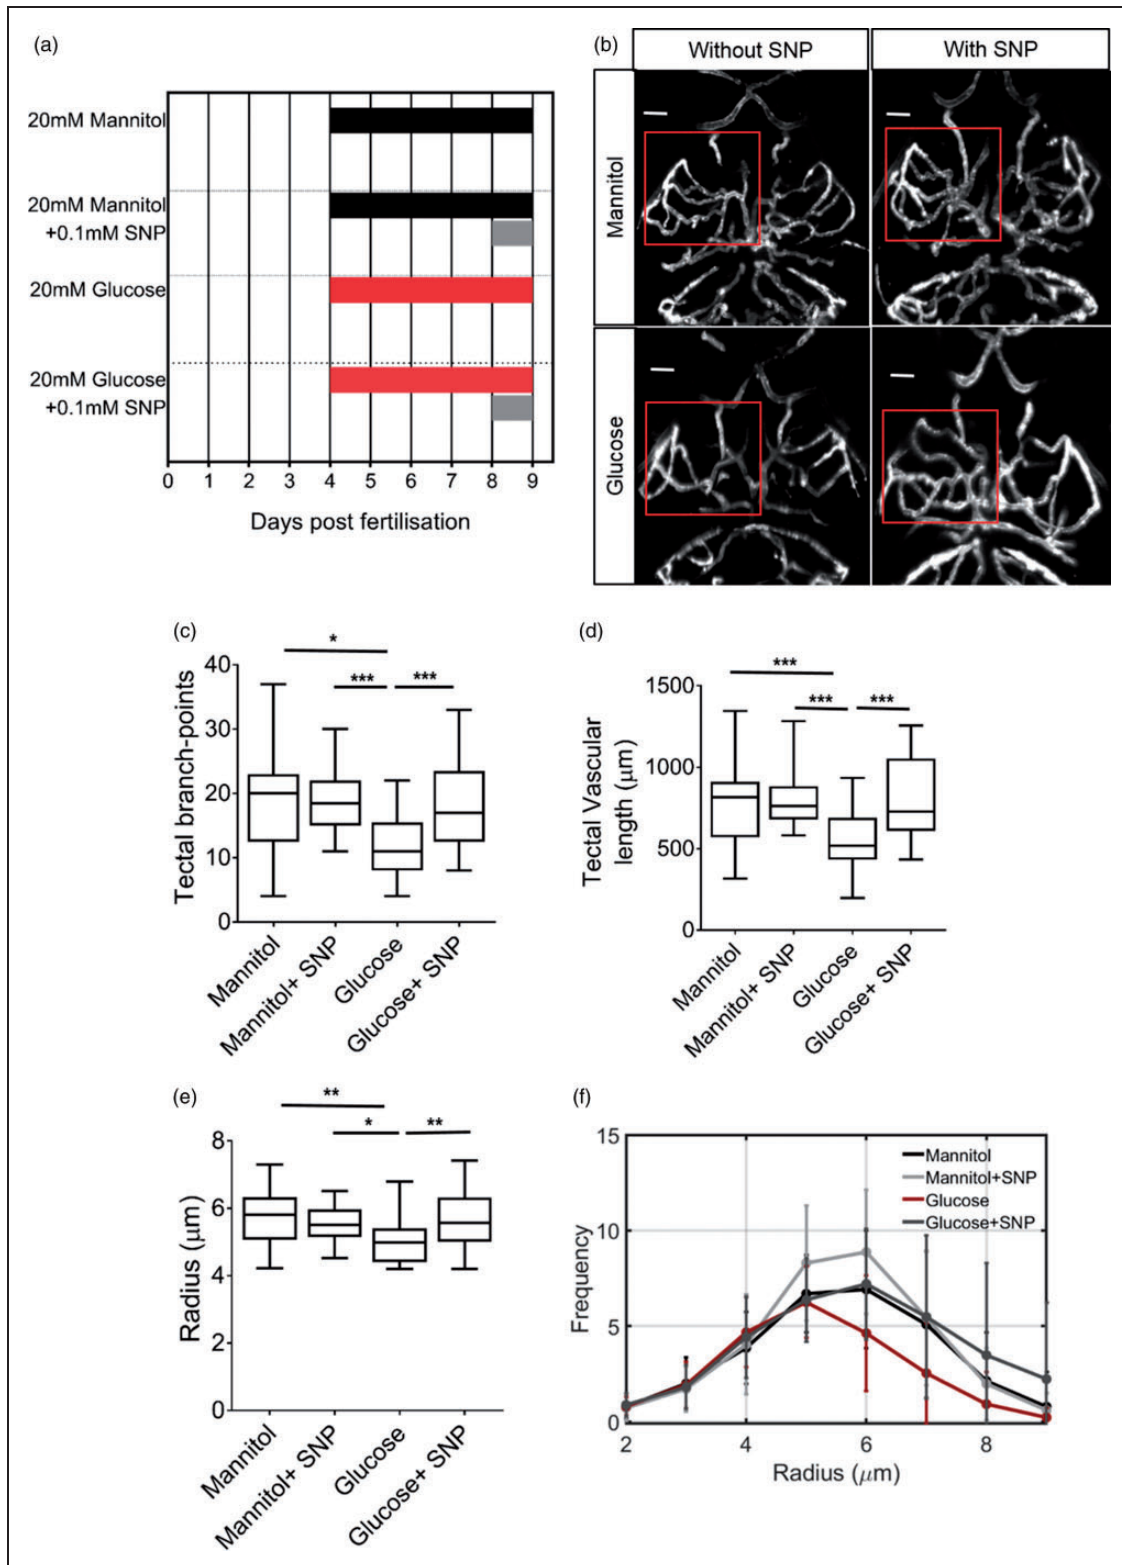 (a)
20mM Mannitol
20mM Mannitol
+0.1mM SNP
20mM Glucose
20mM Glucose
+0.1mM SNP
0 1 2 3 4 5 6 7 8 9
Days post fertilisation
(b)
Without SNP
With SNP
Mannitol
Glucose
(c)
*
***
***
40
30
20
10
0
Tectal branch-points
Mannitol
Mannitol+ SNP
Glucose
Glucose+ SNP
(d)
***
***
***
1500
1000
500
0
Tectal Vascular
length (μm)
Mannitol
Mannitol+ SNP
Glucose
Glucose+ SNP
(e)
**
*
**
8
6
4
2
0
Radius (μm)
Mannitol
Mannitol+ SNP
Glucose
Glucose+ SNP
(f)
15
10
5
0
Frequency
Mannitol
Mannitol+SNP
Glucose
Glucose+SNP
2 4 6 8
Radius (μm)